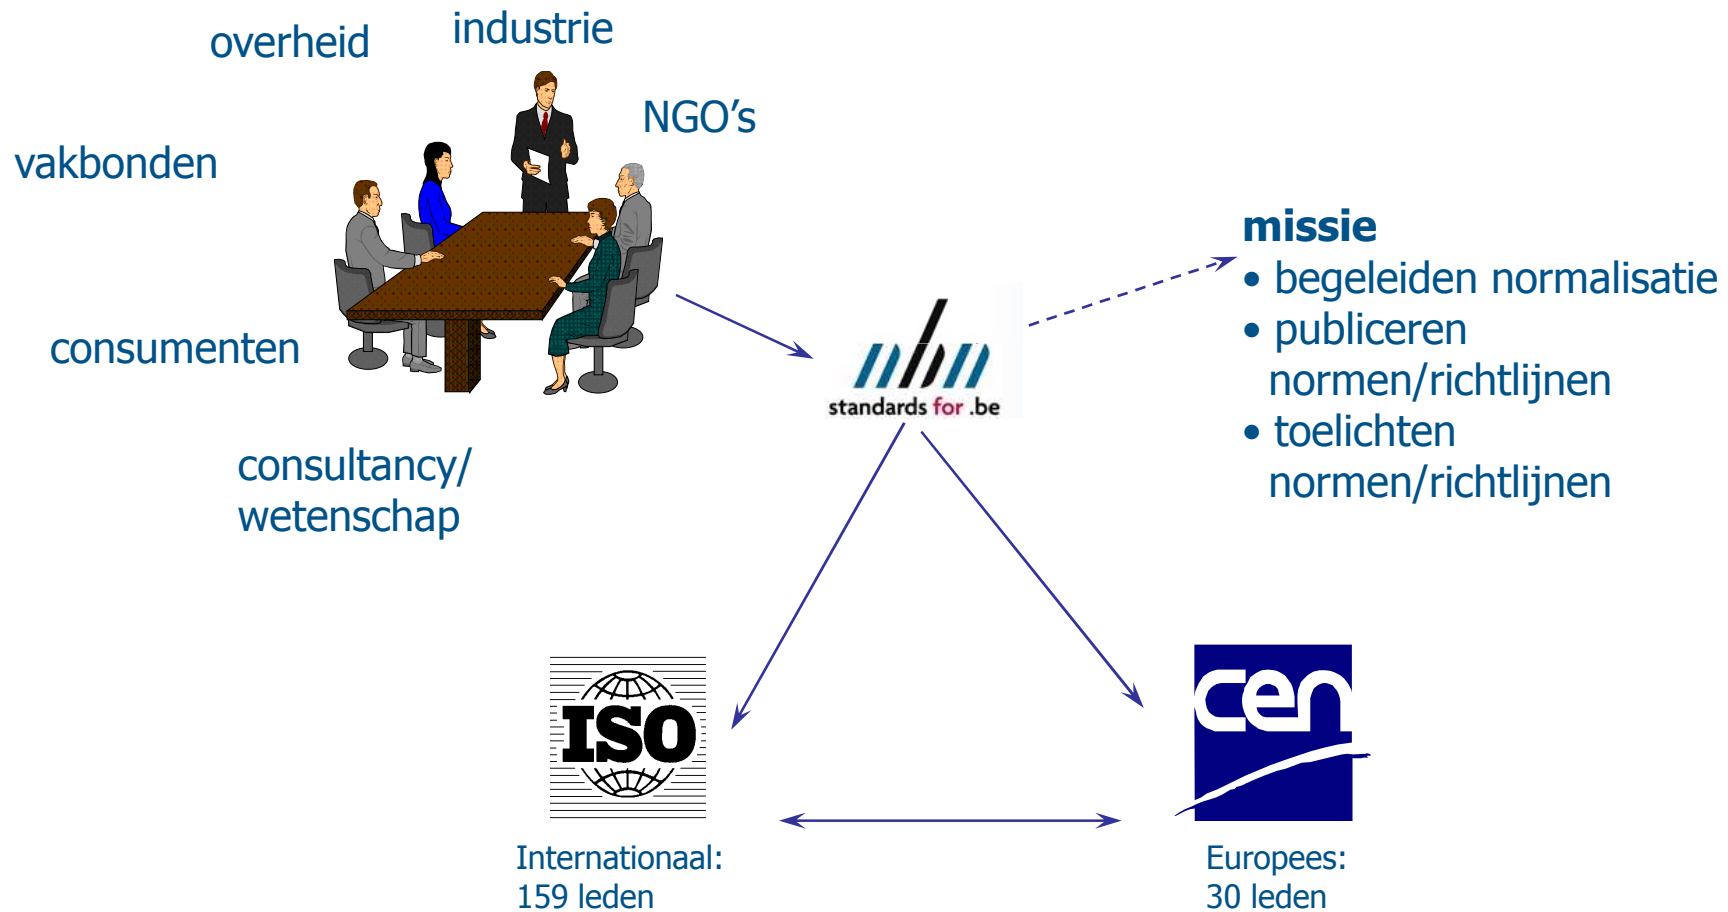 industrie
overheid
NGO’s
vakbonden
consumenten
consultancy/
wetenschap
nbn
standards for .be
missie
• begeleiden normalisatie
• publiceren
normen/richtlijnen
• toelichten
normen/richtlijnen
ISO
Internationaal:
159 leden
cen
Europees:
30 leden